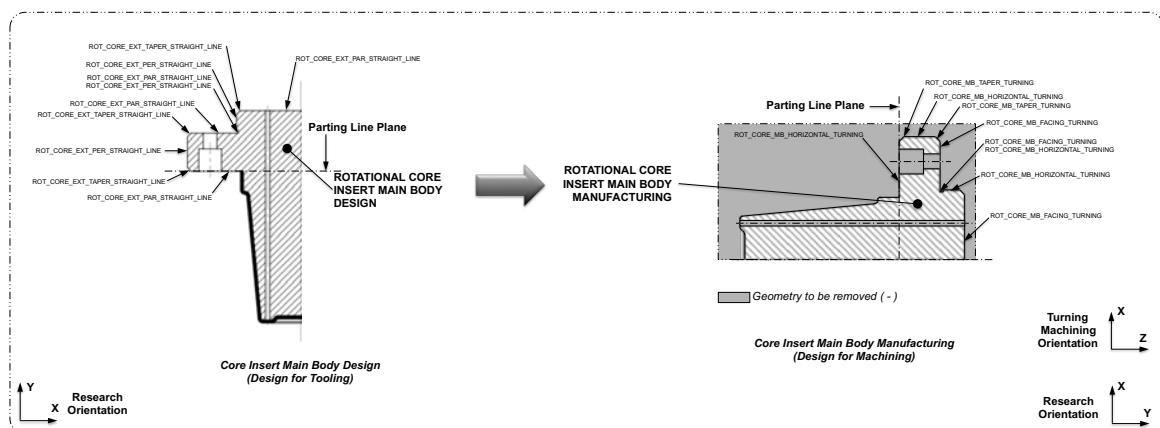 ROT_CORE_EXT_TAPER_STRAIGHT_LINE
ROT_CORE_EXT_PER_STRAIGHT_LINE
ROT_CORE_EXT_PAR_STRAIGHT_LINE
ROT_CORE_EXT_PER_STRAIGHT_LINE
ROT_CORE_EXT_PAR_STRAIGHT_LINE
ROT_CORE_EXT_TAPER_STRAIGHT_LINE
ROT_CORE_EXT_PER_STRAIGHT_LINE
ROT_CORE_EXT_TAPER_STRAIGHT_LINE
ROT_CORE_EXT_PAR_STRAIGHT_LINE
ROT_CORE_EXT_PAR_STRAIGHT_LINE
Parting Line Plane
ROTATIONAL CORE
INSERT MAIN BODY
DESIGN
Core Insert Main Body Design
(Design for Tooling)
Y
X
Research
Orientation
ROTATIONAL CORE
INSERT MAIN BODY
MANUFACTURING
Parting Line Plane
ROT_CORE_MB_HORIZONTAL_TURNING
ROT_CORE_MB_TAPER_TURNING
ROT_CORE_MB_HORIZONTAL_TURNING
ROT_CORE_MB_TAPER_TURNING
ROT_CORE_MB_FACING_TURNING
ROT_CORE_MB_FACING_TURNING
ROT_CORE_MB_HORIZONTAL_TURNING
ROT_CORE_MB_HORIZONTAL_TURNING
ROT_CORE_MB_FACING_TURNING
Geometry to be removed ( - )
Core Insert Main Body Manufacturing
(Design for Machining)
Turning
Machining
Orientation
X
Z
Research
Orientation
X
Y